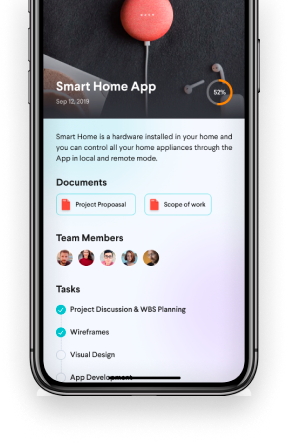 Smart Home App
Sep 12, 2019
52%
Smart Home is a hardware installed in your home and
you can control all your home appliances through the
App in local and remote mode.
Documents
Project Propoasal
Scope of work
Team Members
Tasks
Project Discussion & WBS Planning
Wireframes
Visual Design
App Development